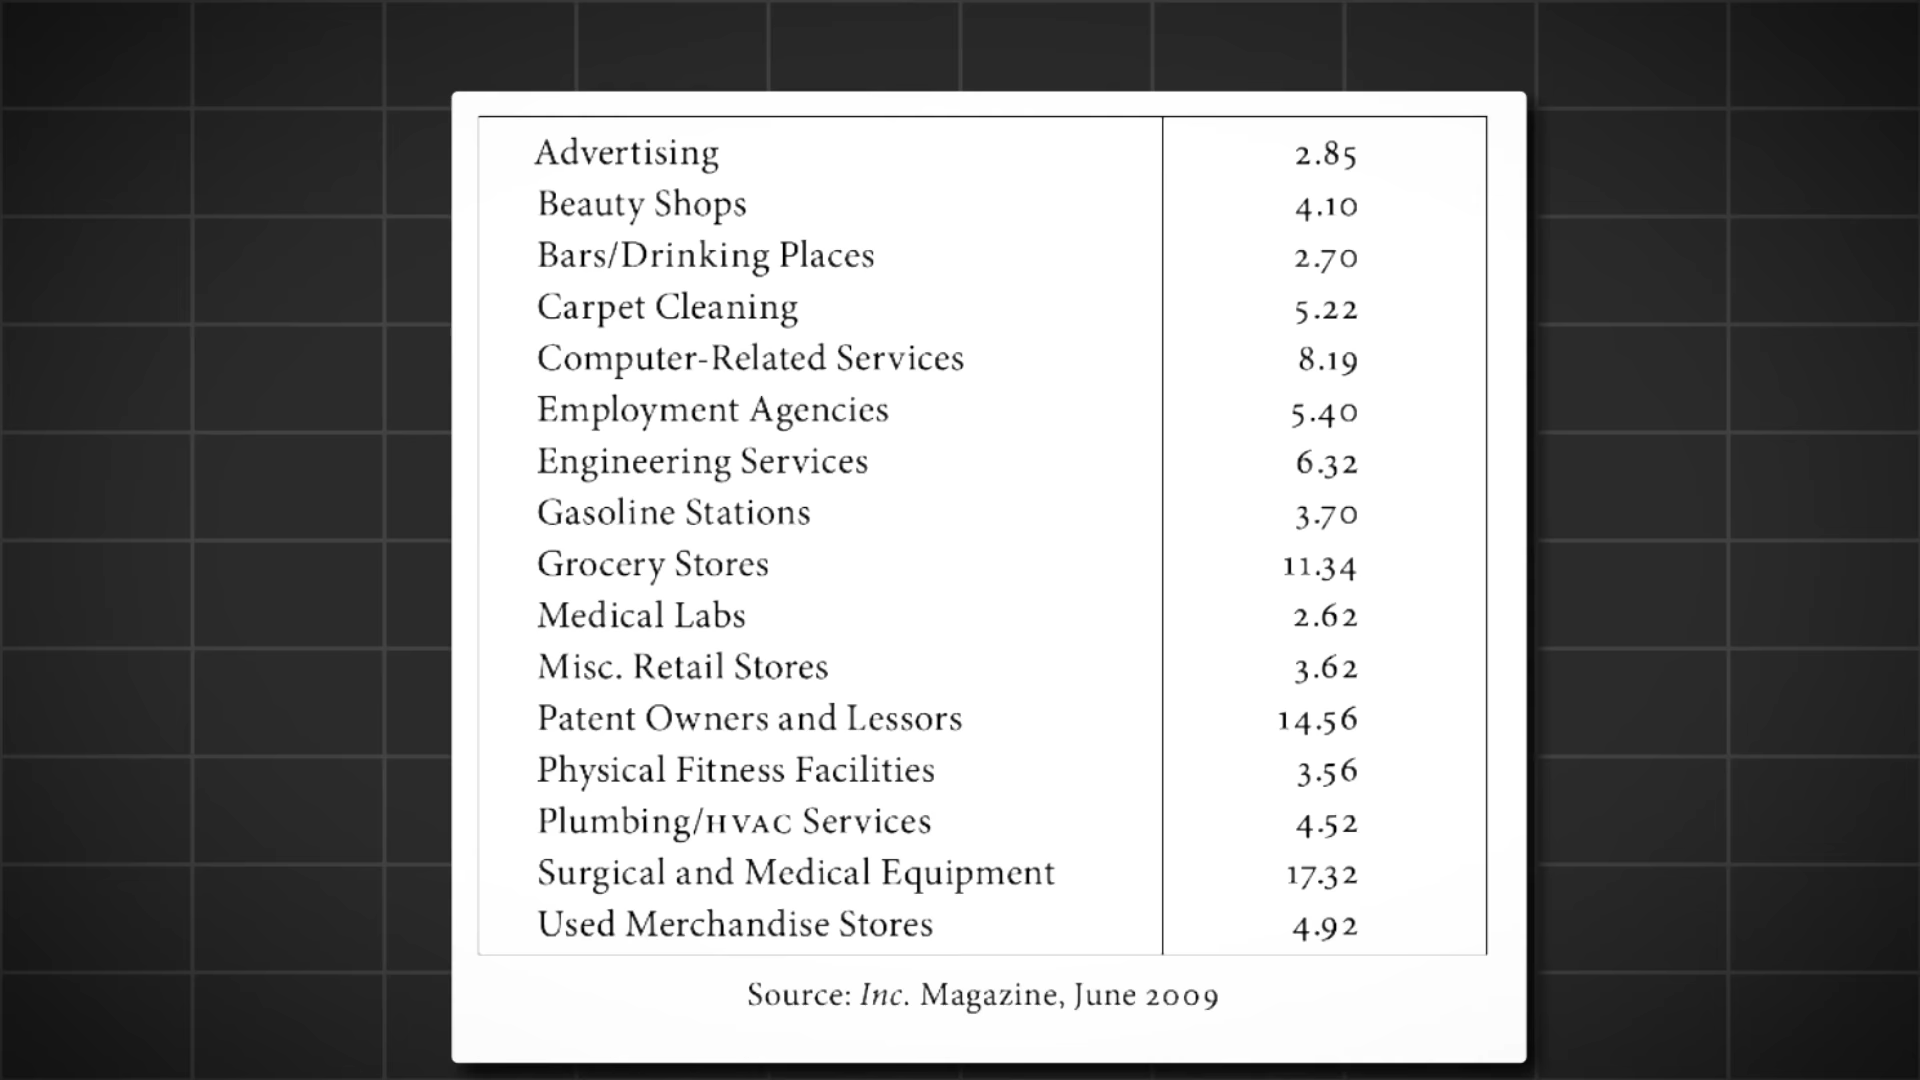 Advertising 2.85
Beauty Shops 4.10
Bars/Drinking Places 2.70
Carpet Cleaning 5.22
Computer-Related Services 8.19
Employment Agencies 5.40
Engineering Services 6.32
Gasoline Stations 3.70
Grocery Stores 11.34
Medical Labs 2.62
Misc. Retail Stores 3.62
Patent Owners and Lessors 14.56
Physical Fitness Facilities 3.56
Plumbing/HVAC Services 4.52
Surgical and Medical Equipment 17.32
Used Merchandise Stores 4.92
Source: Inc. Magazine, June 2009